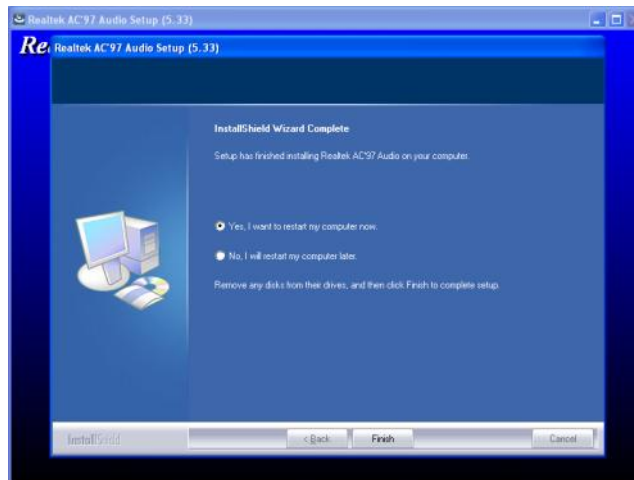 Realtek AC'97 Audio Setup (5.33)
Re
Realtek AC'97 Audio Setup (5.33)
InstallShield Wizard Complete
Setup has finished installing Realtek AC'97 Audio on your computer.
Yes, I want to restart my computer now.
No, I will restart my computer later.
Remove any disks from their drives, and then click Finish to complete setup.
InstallShield
< Back
Finish
Cancel